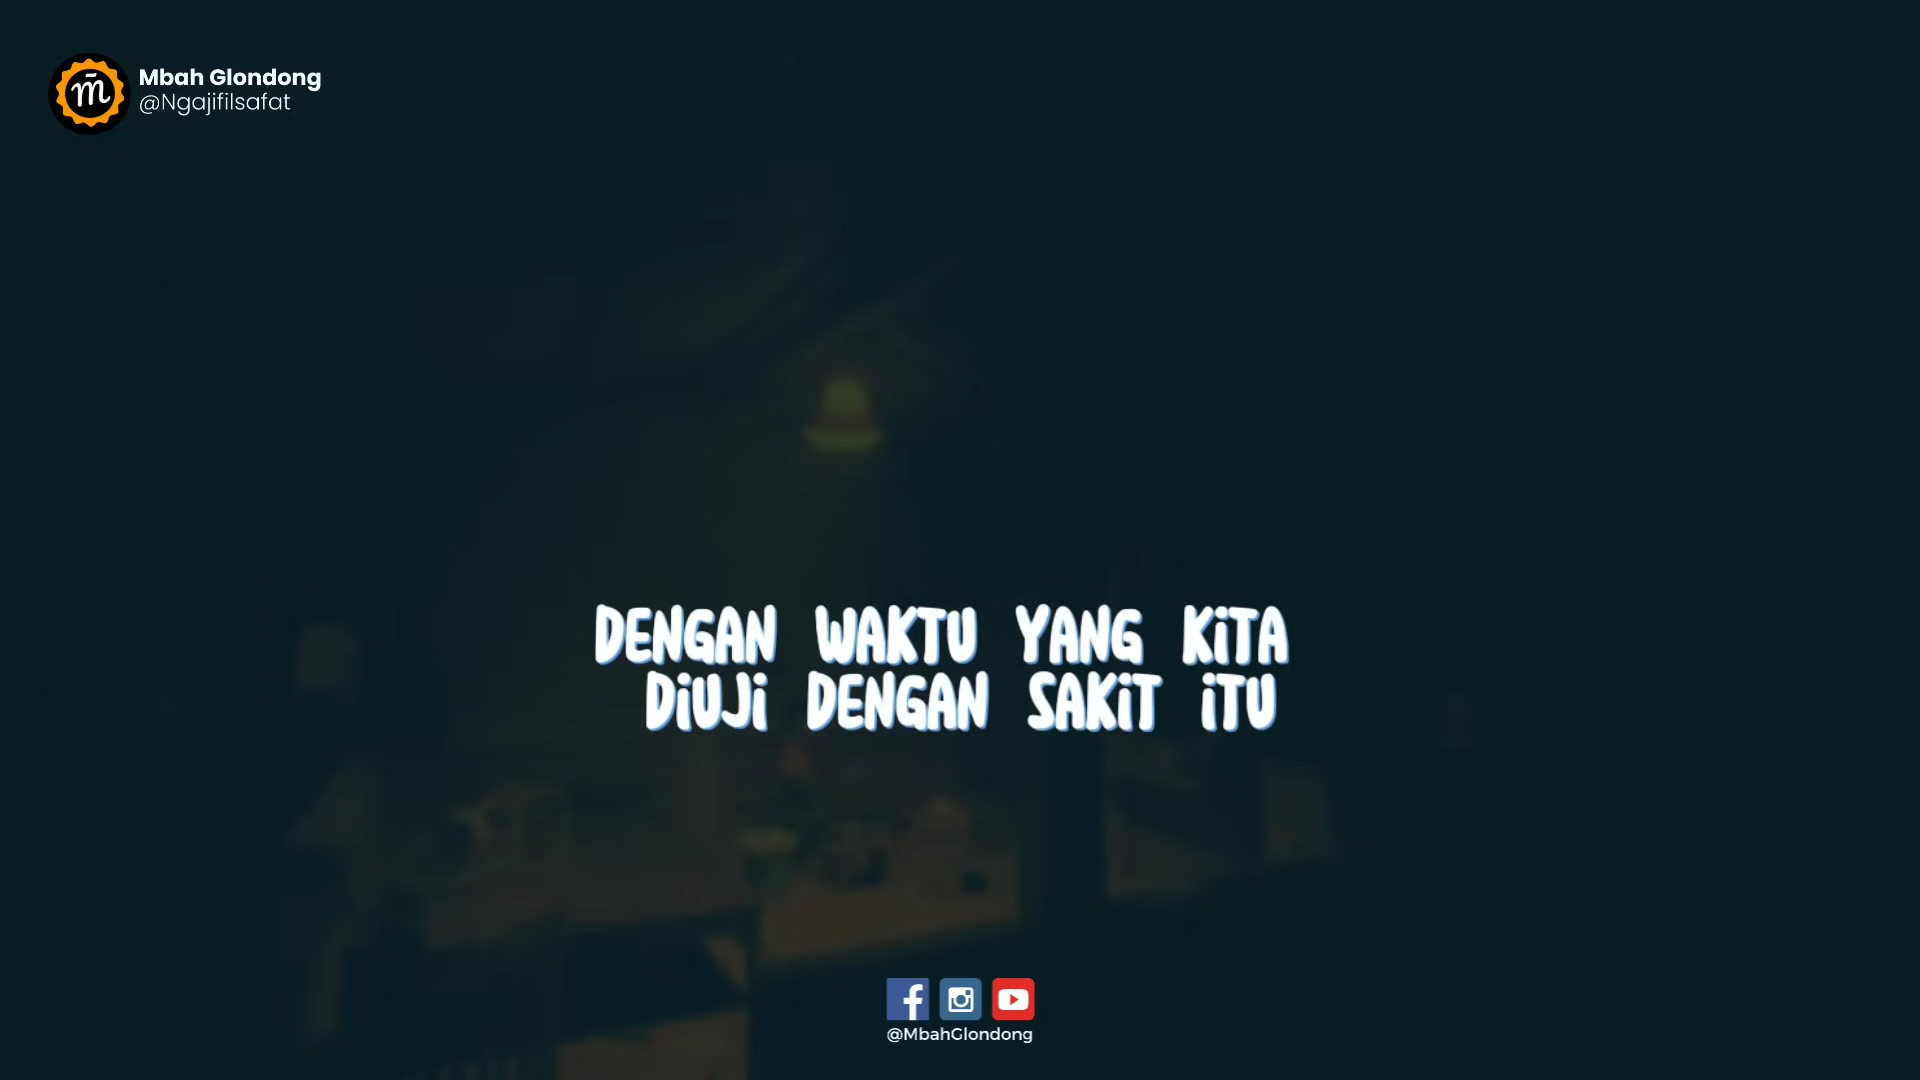 Mbah Glondong
@Ngajifilsafat
DENGAN WAKTU YANG KiTA
DiUJi DENGAN SAKiT iTU
@MbahGlondong